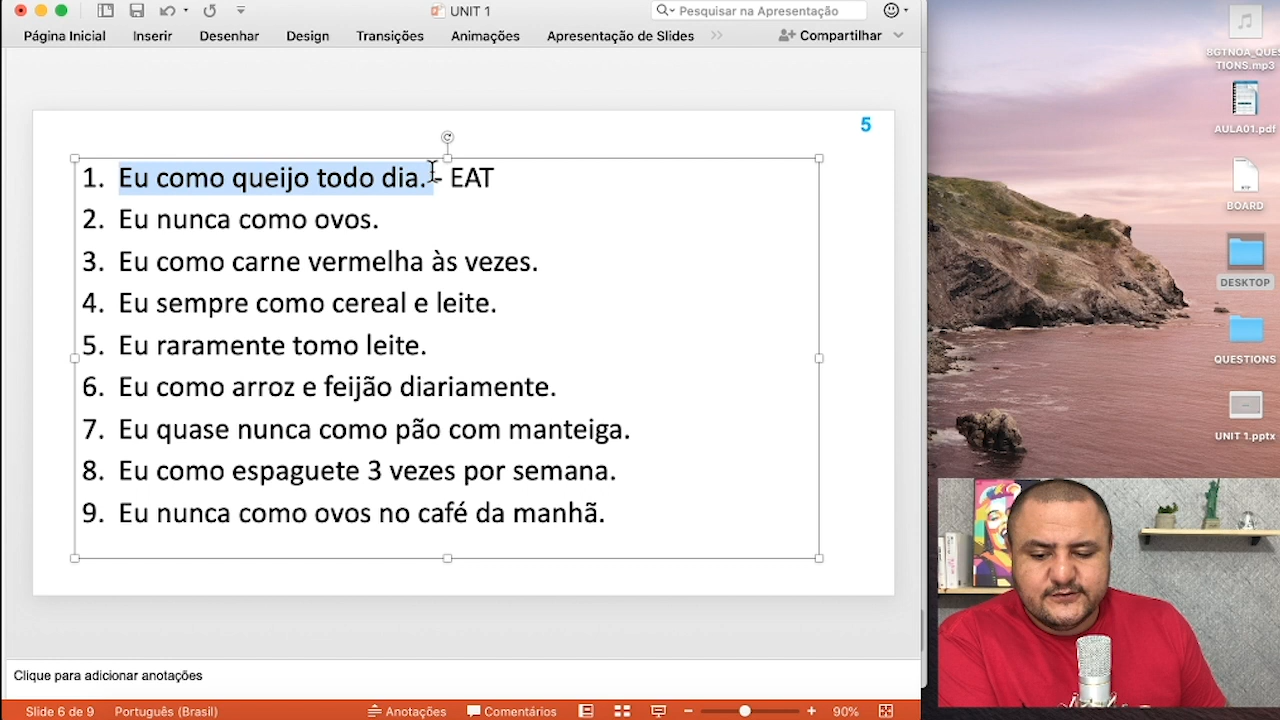 UNIT 1
Pesquisar na Apresentação
Página Inicial
Inserir
Desenhar
Design
Transições
Animações
Apresentação de Slides
Compartilhar
5
1. Eu como queijo todo dia. - EAT
2. Eu nunca como ovos.
3. Eu como carne vermelha às vezes.
4. Eu sempre como cereal e leite.
5. Eu raramente tomo leite.
6. Eu como arroz e feijão diariamente.
7. Eu quase nunca como pão com manteiga.
8. Eu como espaguete 3 vezes por semana.
9. Eu nunca como ovos no café da manhã.
Clique para adicionar anotações
Slide 6 de 9
Português (Brasil)
Anotações
Comentários
90%
8GTNOA_QUES
TIONS.mp3
AULA01.pdf
BOARD
DESKTOP
QUESTIONS
UNIT 1.pptx